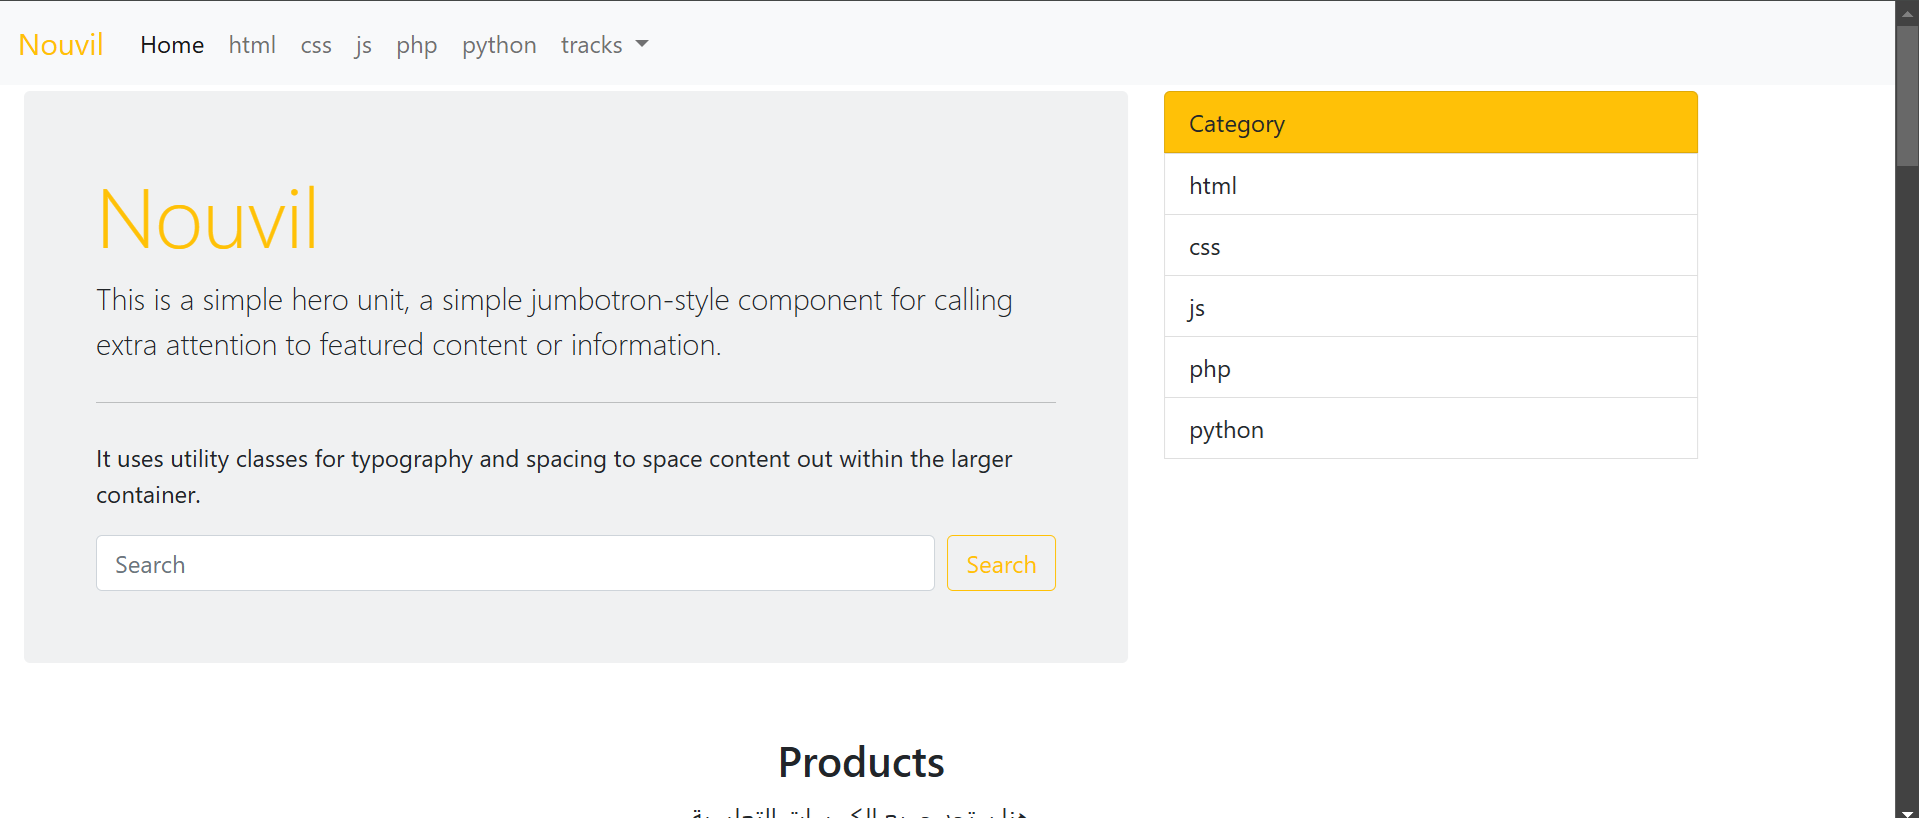 Nouvil Home html css js php python tracks
Nouvil
This is a simple hero unit, a simple jumbotron-style component for calling
extra attention to featured content or information.
It uses utility classes for typography and spacing to space content out within the larger
container.
Search Search
Category
html
css
js
php
python
Products